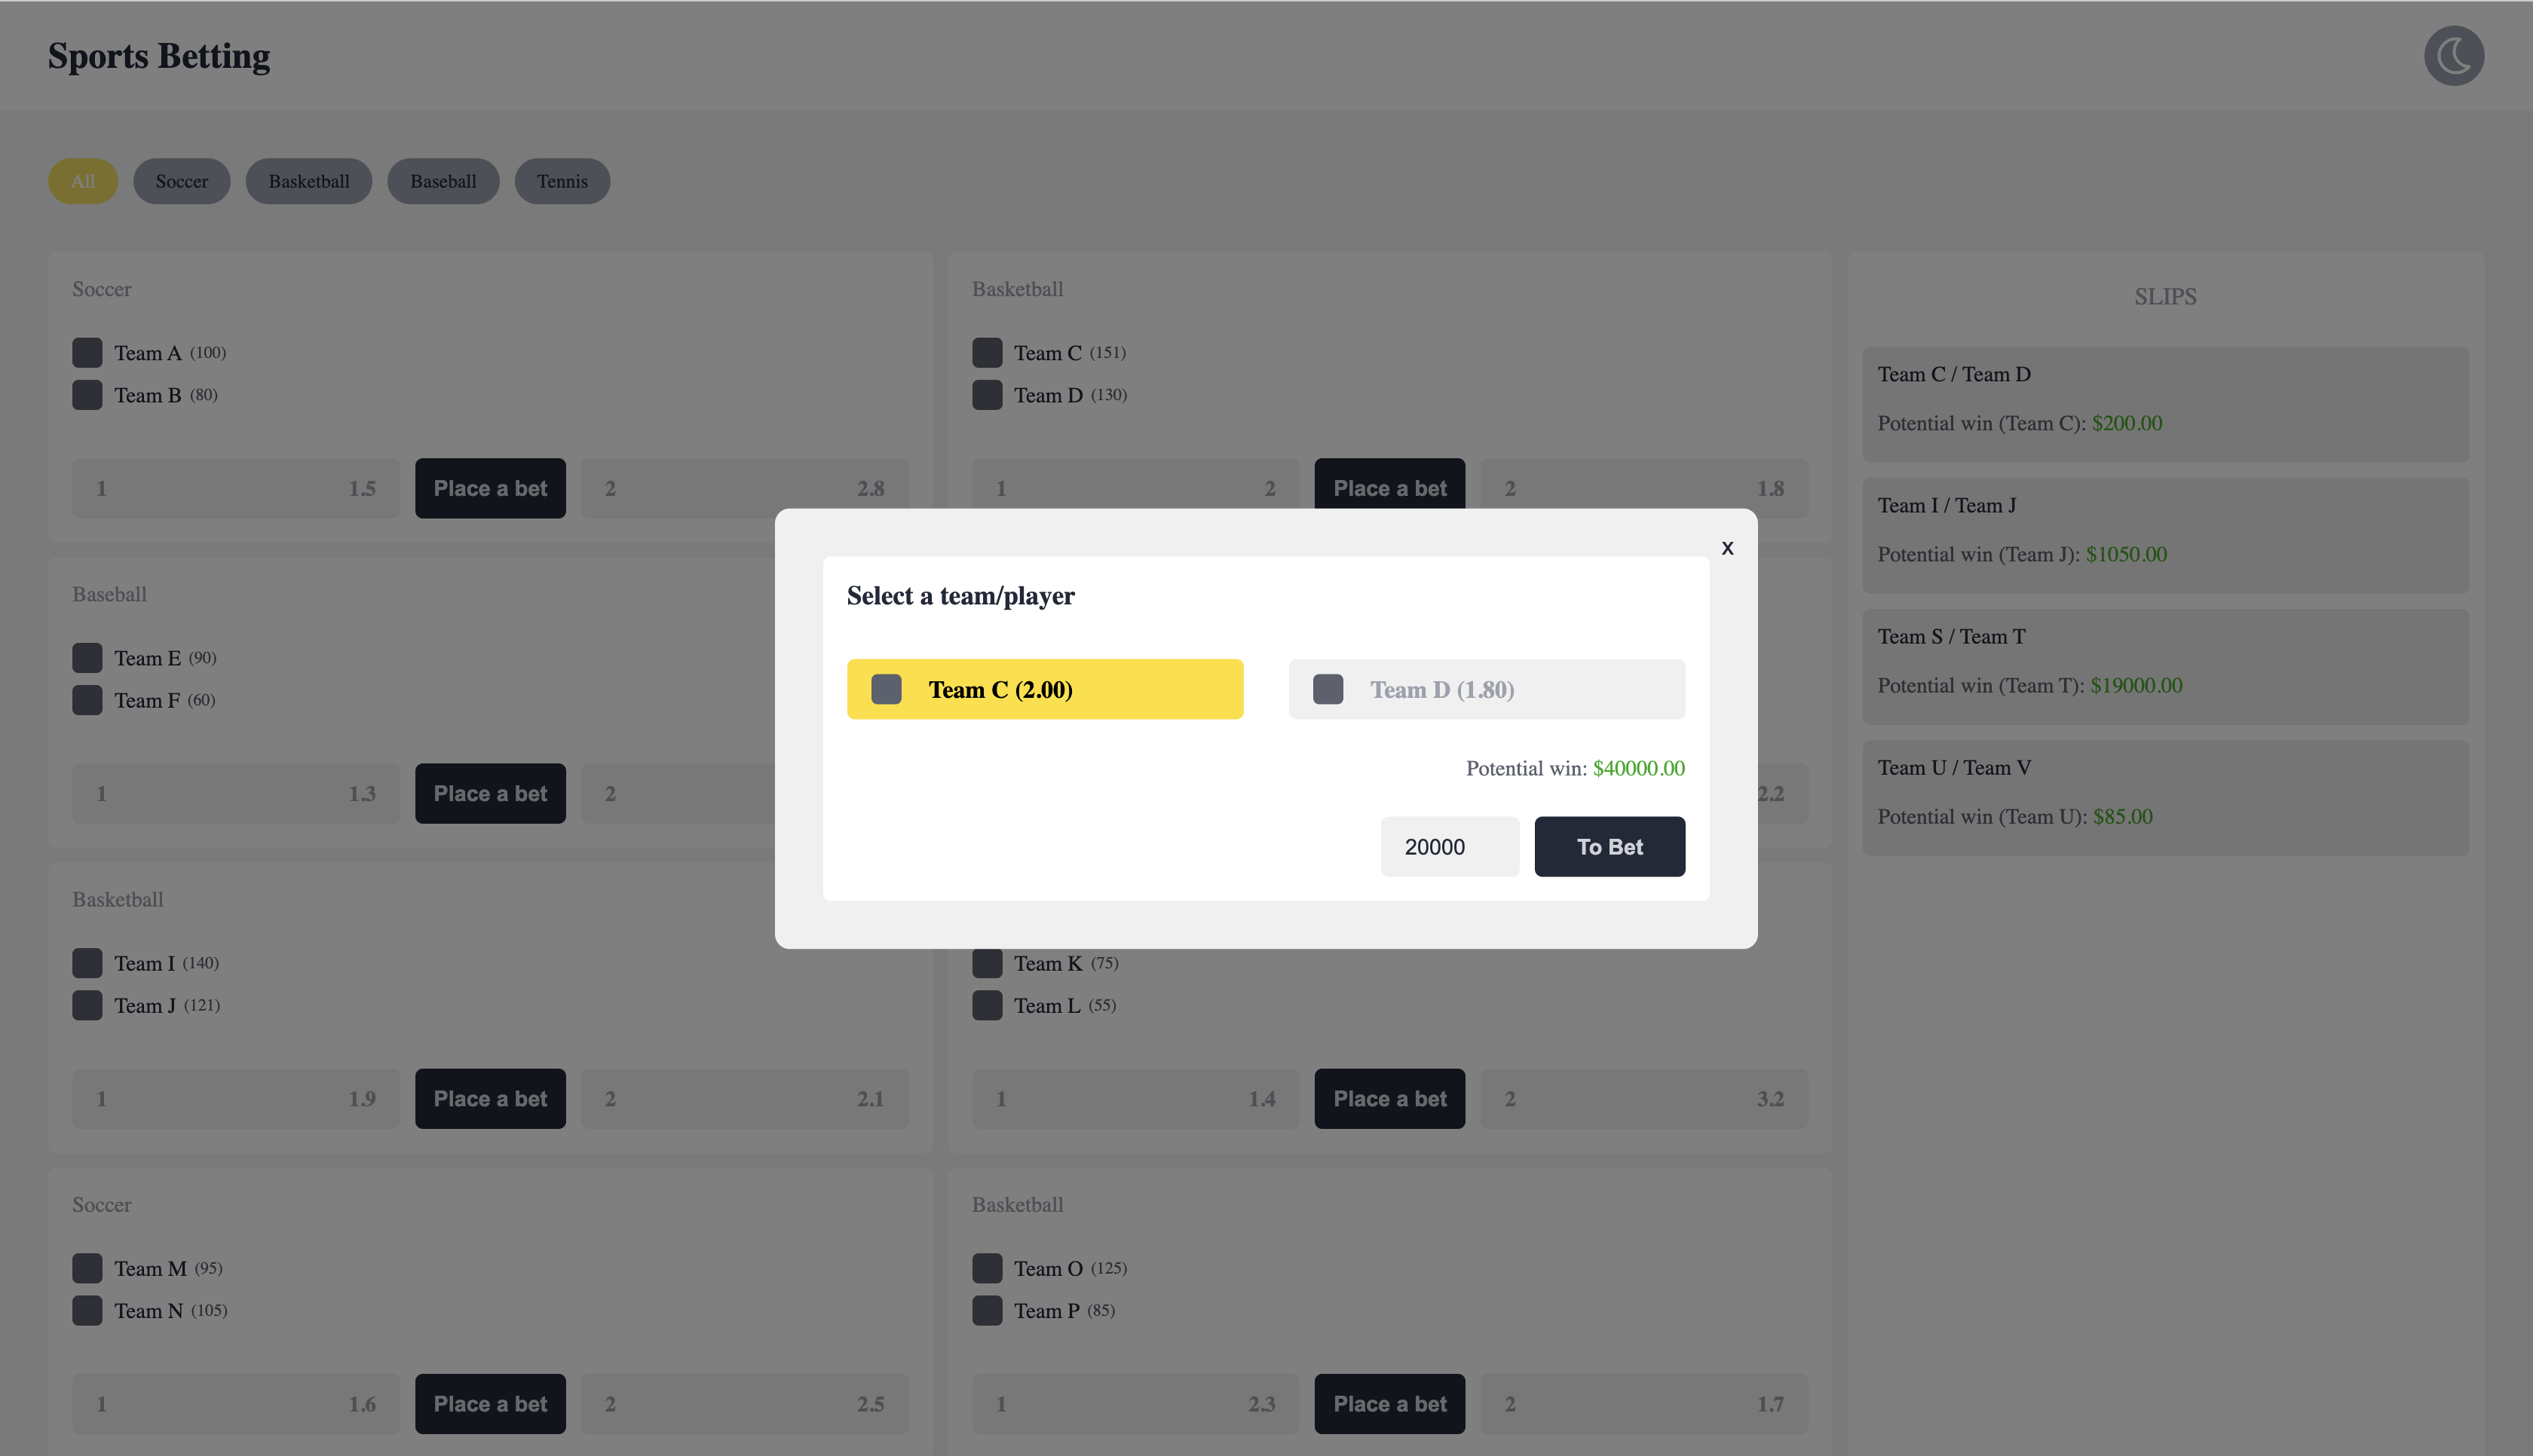 Sports Betting
All Soccer Basketball Baseball Tennis
Soccer
Team A (100)
Team B (80)
1 1.5 Place a bet 2 2.8
Basketball
Team C (151)
Team D (130)
1 2 Place a bet 2 1.8
SLIPS
Team C / Team D
Potential win (Team C): $200.00
Team I / Team J
Potential win (Team J): $1050.00
Team S / Team T
Potential win (Team T): $19000.00
Team U / Team V
Potential win (Team U): $85.00
x
Select a team/player
Team C (2.00) Team D (1.80)
Potential win: $40000.00
20000 To Bet
Baseball
Team E (90)
Team F (60)
1 1.3 Place a bet 2
2.2
Basketball
Team I (140)
Team J (121)
1 1.9 Place a bet 2 2.1
Team K (75)
Team L (55)
1 1.4 Place a bet 2 3.2
Soccer
Team M (95)
Team N (105)
1 1.6 Place a bet 2 2.5
Basketball
Team O (125)
Team P (85)
1 2.3 Place a bet 2 1.7